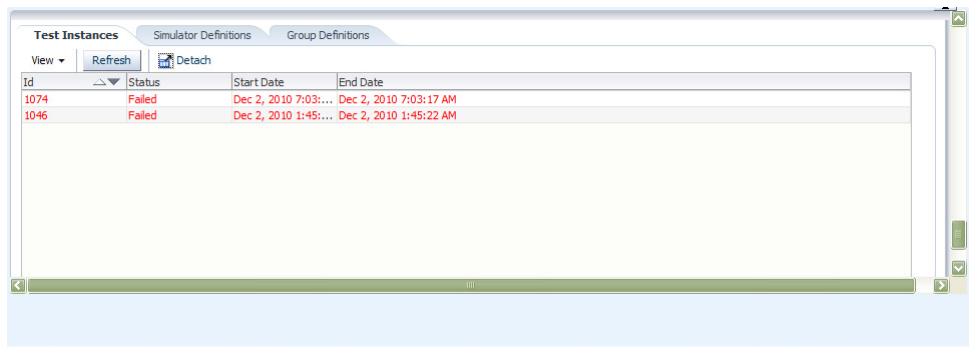 Test Instances Simulator Definitions Group Definitions
View Refresh Detach
Id Status Start Date End Date
1074 Failed Dec 2, 2010 7:03:... Dec 2, 2010 7:03:17 AM
1046 Failed Dec 2, 2010 1:45:... Dec 2, 2010 1:45:22 AM